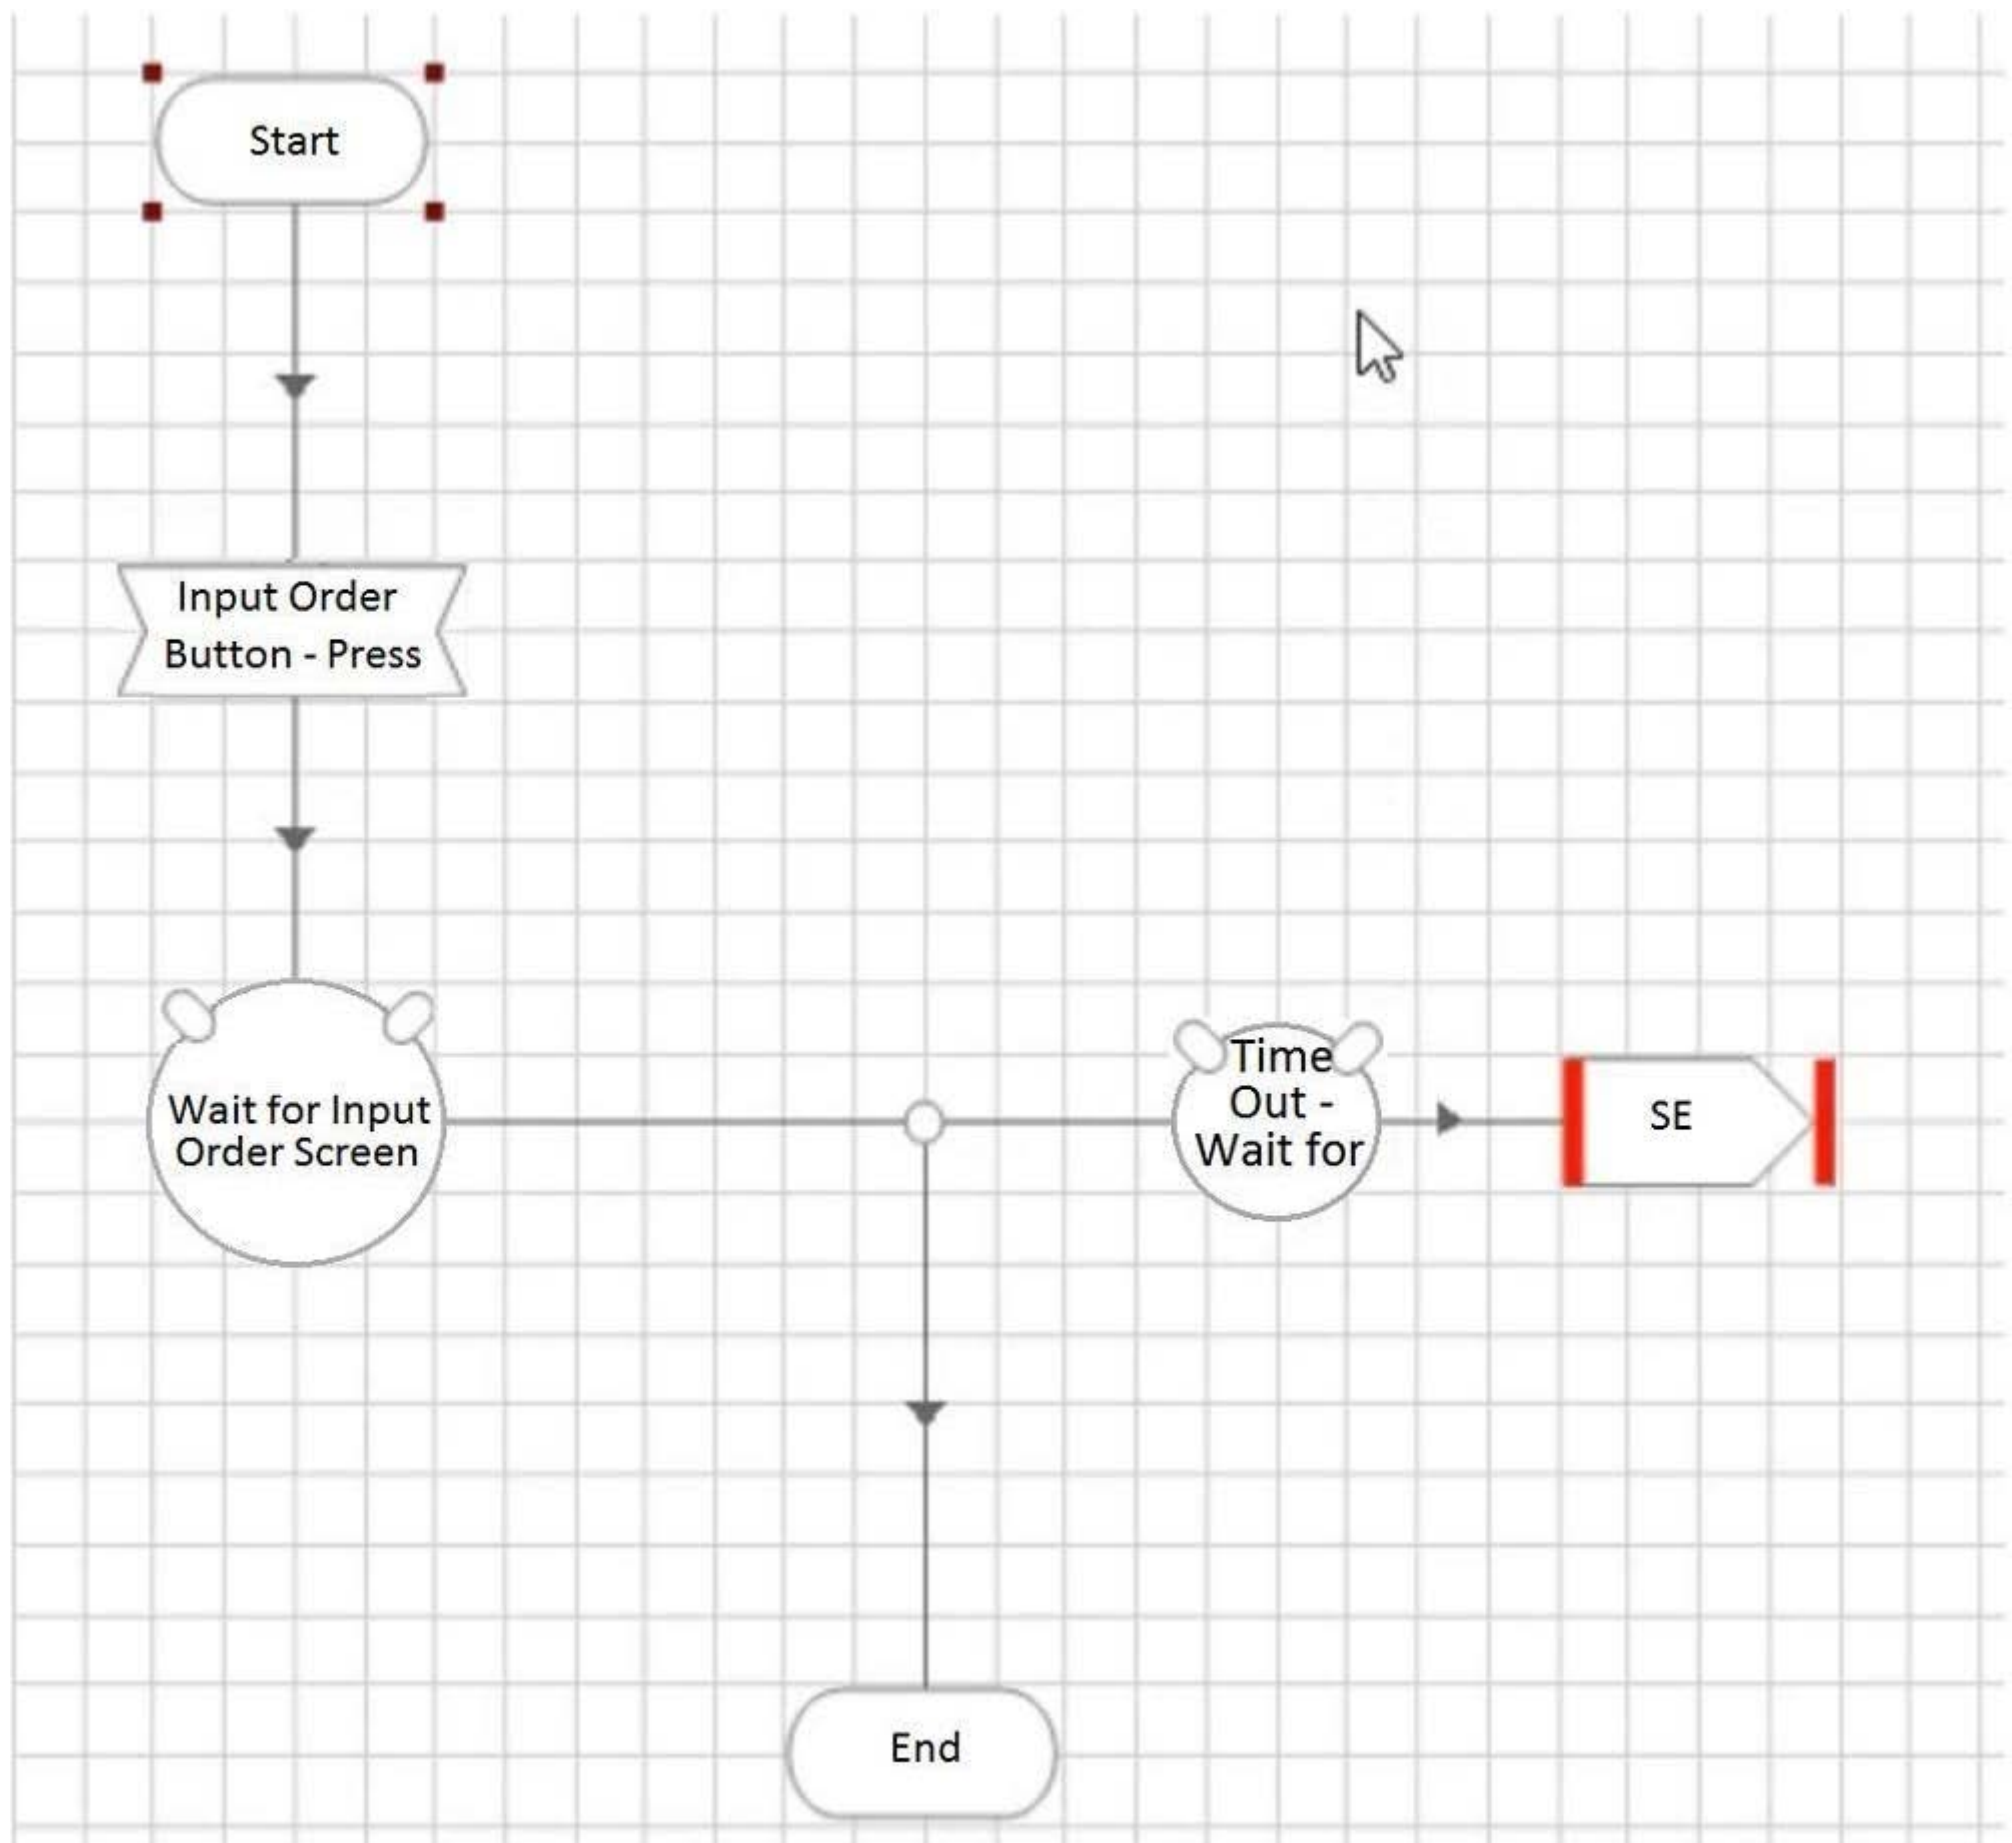 Start
Input Order
Button - Press
Wait for Input
Order Screen
Time
Out -
Wait for
SE
End